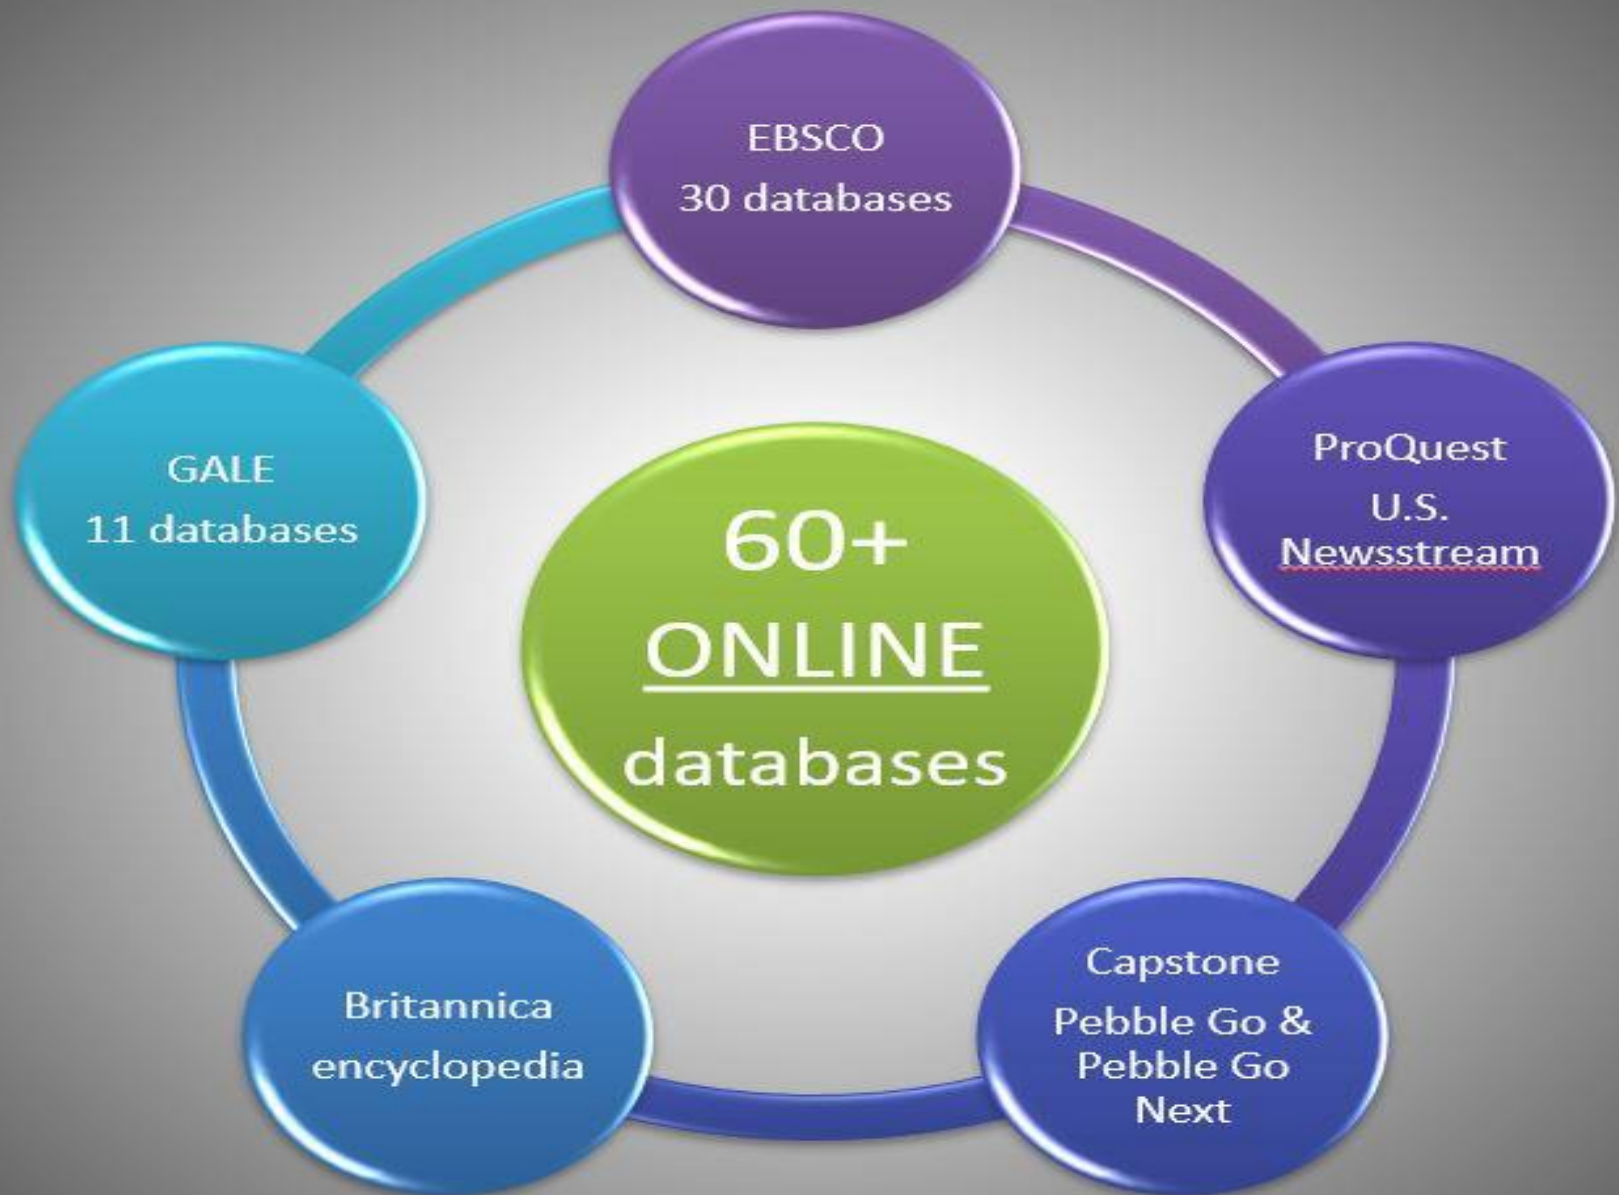 EBSCO
30 databases
ProQuest
U.S.
Newsstream
Capstone
Pebble Go &
Pebble Go
Next
Britannica
encyclopedia
GALE
11 databases
60+
ONLINE
databases